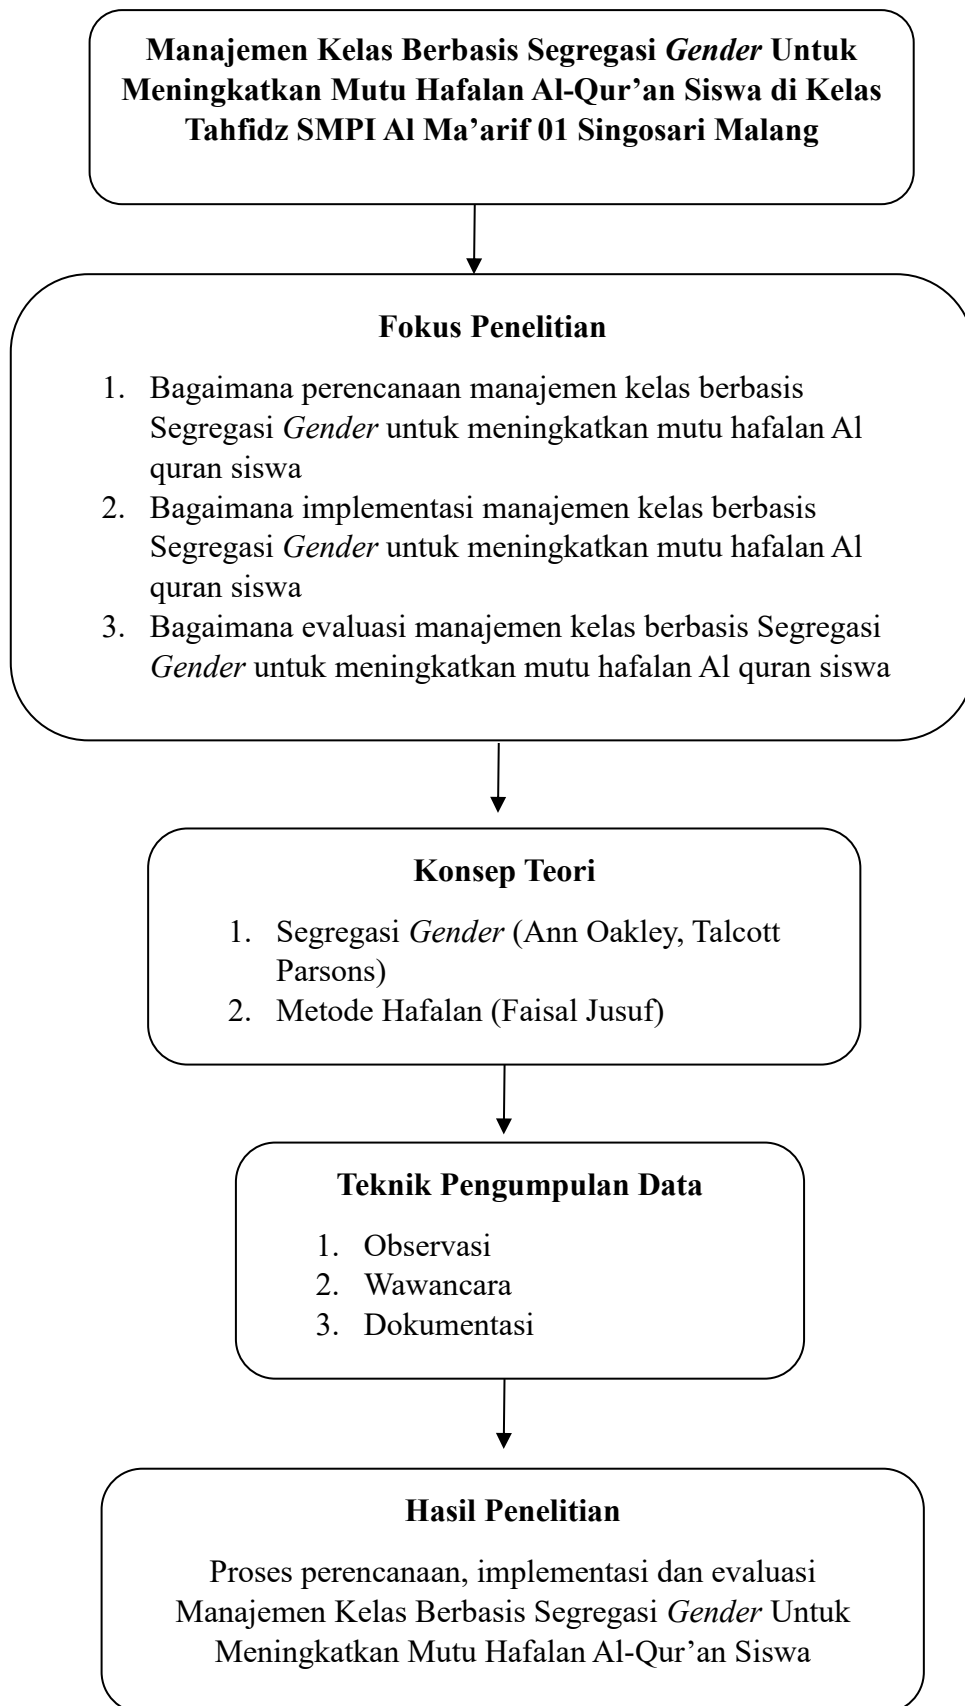 Manajemen Kelas Berbasis Segregasi Gender Untuk
Meningkatkan Mutu Hafalan Al-Qur’an Siswa di Kelas
Tahfidz SMPI Al Ma’arif 01 Singosari Malang
Fokus Penelitian
1. Bagaimana perencanaan manajemen kelas berbasis
Segregasi Gender untuk meningkatkan mutu hafalan Al
quran siswa
2. Bagaimana implementasi manajemen kelas berbasis
Segregasi Gender untuk meningkatkan mutu hafalan Al
quran siswa
3. Bagaimana evaluasi manajemen kelas berbasis Segregasi
Gender untuk meningkatkan mutu hafalan Al quran siswa
Konsep Teori
1. Segregasi Gender (Ann Oakley, Talcott
Parsons)
2. Metode Hafalan (Faisal Jusuf)
Teknik Pengumpulan Data
1. Observasi
2. Wawancara
3. Dokumentasi
Hasil Penelitian
Proses perencanaan, implementasi dan evaluasi
Manajemen Kelas Berbasis Segregasi Gender Untuk
Meningkatkan Mutu Hafalan Al-Qur’an Siswa